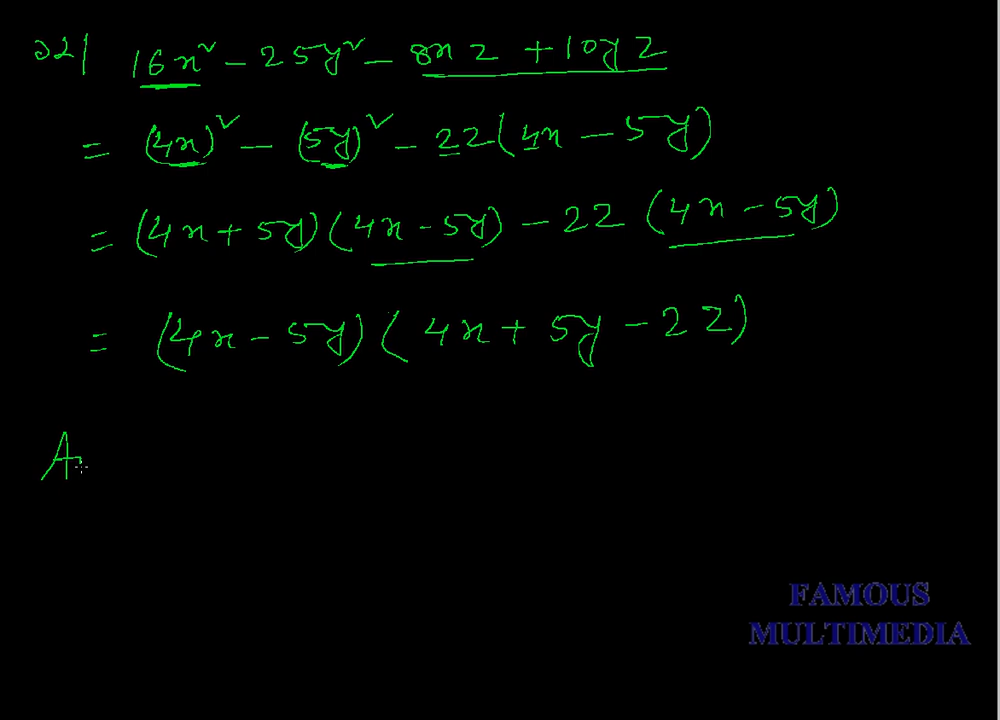 ২২| 16x² - 25y² - 8xz + 10yz
= (4x)² - (5y)² - 2z(4x - 5y)
= (4x + 5y)(4x - 5y) - 2z (4x - 5y)
= (4x - 5y)(4x + 5y - 2z)
A
FAMOUS
MULTIMEDIA